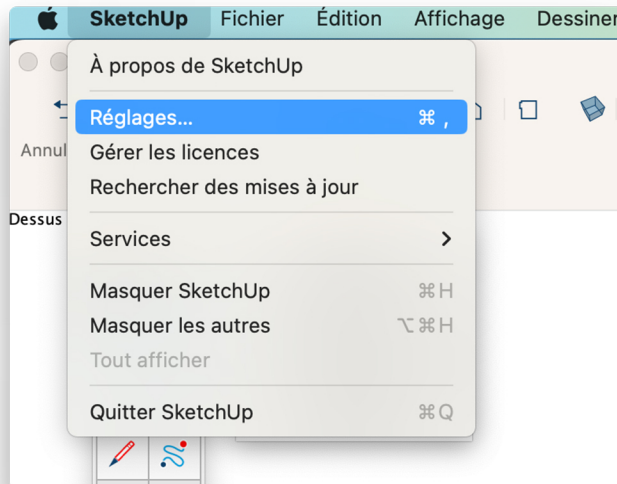 SketchUp Fichier Édition Affichage Dessiner
À propos de SketchUp
Réglages... ⌘ ,
Annul
Gérer les licences
Rechercher des mises à jour
Dessus
Services
Masquer SketchUp ⌘H
Masquer les autres ⌥⌘H
Tout afficher
Quitter SketchUp ⌘Q